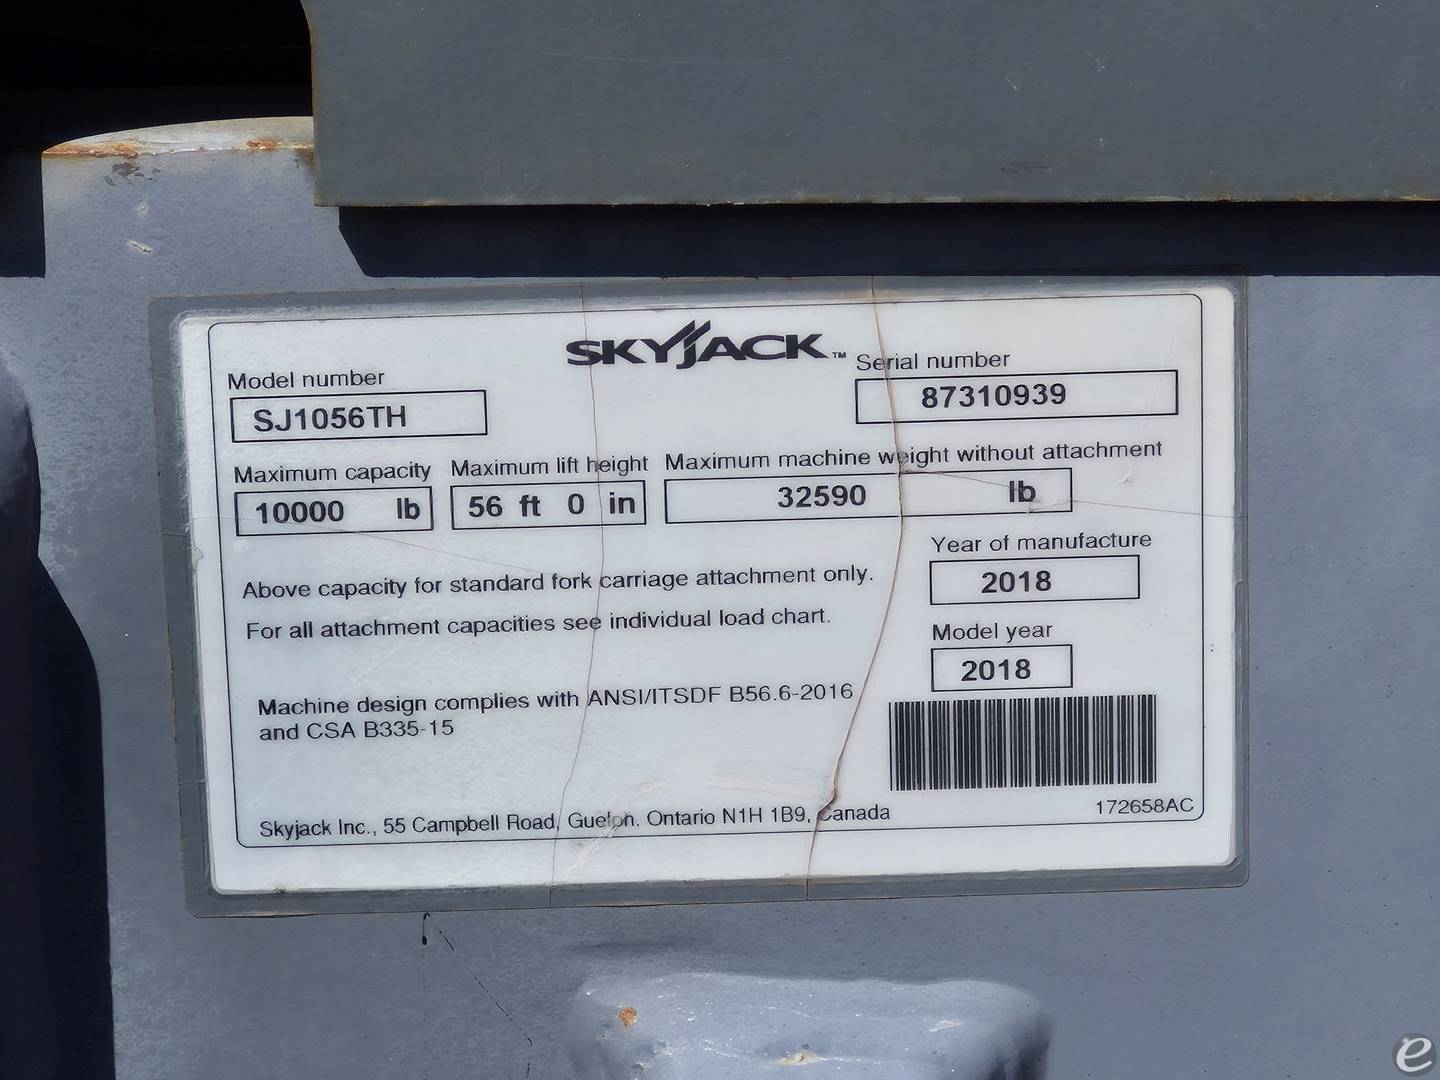 SKYJACK™
Model number
SJ1056TH
Serial number
87310939
Maximum capacity
10000 lb
Maximum lift height
56 ft 0 in
Maximum machine weight without attachment
32590 lb
Above capacity for standard fork carriage attachment only.
For all attachment capacities see individual load chart.
Year of manufacture
2018
Model year
2018
Machine design complies with ANSI/ITSDF B56.6-2016
and CSA B335-15
172658AC
Skyjack Inc., 55 Campbell Road, Guelph. Ontario N1H 1B9, Canada
e